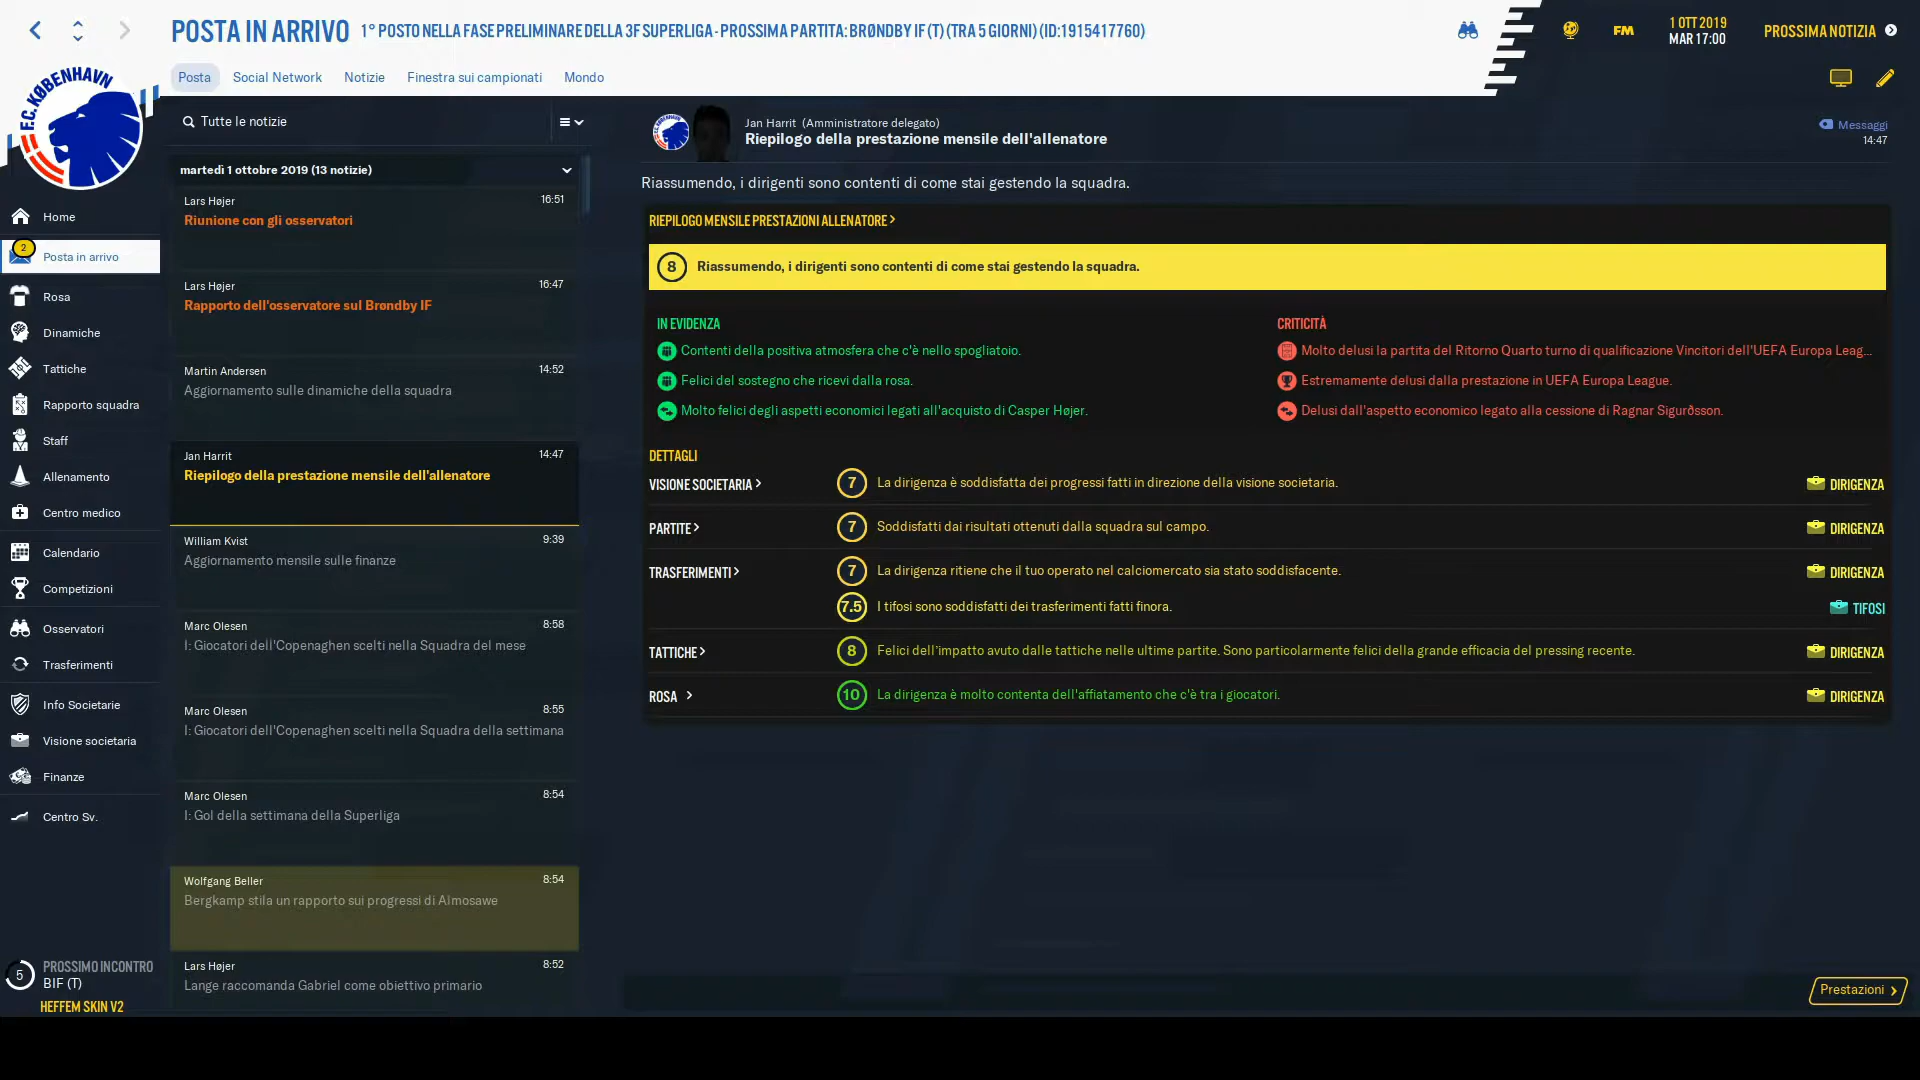 POSTA IN ARRIVO
1° POSTO NELLA FASE PRELIMINARE DELLA 3F SUPERLIGA - PROSSIMA PARTITA: BRØNDBY IF (T) (TRA 5 GIORNI) (ID:1915417760)
FM
1 OTT 2019
MAR 17:00
PROSSIMA NOTIZIA
Posta
Social Network
Notizie
Finestra sui campionati
Mondo
F.C. KØBENHAVN
Home
2
Posta in arrivo
Rosa
Dinamiche
Tattiche
Rapporto squadra
Staff
Allenamento
Centro medico
Calendario
Competizioni
Osservatori
Trasferimenti
Info Societarie
Visione societaria
Finanze
Centro Sv.
5
PROSSIMO INCONTRO
BIF (T)
HEFFEM SKIN V2
Tutte le notizie
martedì 1 ottobre 2019 (13 notizie)
Lars Højer 16:51
Riunione con gli osservatori
Lars Højer 16:47
Rapporto dell'osservatore sul Brøndby IF
Martin Andersen 14:52
Aggiornamento sulle dinamiche della squadra
Jan Harrit 14:47
Riepilogo della prestazione mensile dell'allenatore
William Kvist 9:39
Aggiornamento mensile sulle finanze
Marc Olesen 8:58
I: Giocatori dell'Copenaghen scelti nella Squadra del mese
Marc Olesen 8:55
I: Giocatori dell'Copenaghen scelti nella Squadra della settimana
Marc Olesen 8:54
I: Gol della settimana della Superliga
Wolfgang Beller 8:54
Bergkamp stila un rapporto sui progressi di Almosawe
Lars Højer 8:52
Lange raccomanda Gabriel come obiettivo primario
Jan Harrit (Amministratore delegato)
Riepilogo della prestazione mensile dell'allenatore
Messaggi
14:47
Riassumendo, i dirigenti sono contenti di come stai gestendo la squadra.
RIEPILOGO MENSILE PRESTAZIONI ALLENATORE >
8 Riassumendo, i dirigenti sono contenti di come stai gestendo la squadra.
IN EVIDENZA
Contenti della positiva atmosfera che c'è nello spogliatoio.
Felici del sostegno che ricevi dalla rosa.
Molto felici degli aspetti economici legati all'acquisto di Casper Højer.
CRITICITÀ
Molto delusi la partita del Ritorno Quarto turno di qualificazione Vincitori dell'UEFA Europa Leag...
Estremamente delusi dalla prestazione in UEFA Europa League.
Delusi dall'aspetto economico legato alla cessione di Ragnar Sigurðsson.
DETTAGLI
VISIONE SOCIETARIA > 7 La dirigenza è soddisfatta dei progressi fatti in direzione della visione societaria. DIRIGENZA
PARTITE > 7 Soddisfatti dai risultati ottenuti dalla squadra sul campo. DIRIGENZA
TRASFERIMENTI > 7 La dirigenza ritiene che il tuo operato nel calciomercato sia stato soddisfacente. DIRIGENZA
7.5 I tifosi sono soddisfatti dei trasferimenti fatti finora. TIFOSI
TATTICHE > 8 Felici dell'impatto avuto dalle tattiche nelle ultime partite. Sono particolarmente felici della grande efficacia del pressing recente. DIRIGENZA
ROSA > 10 La dirigenza è molto contenta dell'affiatamento che c'è tra i giocatori. DIRIGENZA
Prestazioni >